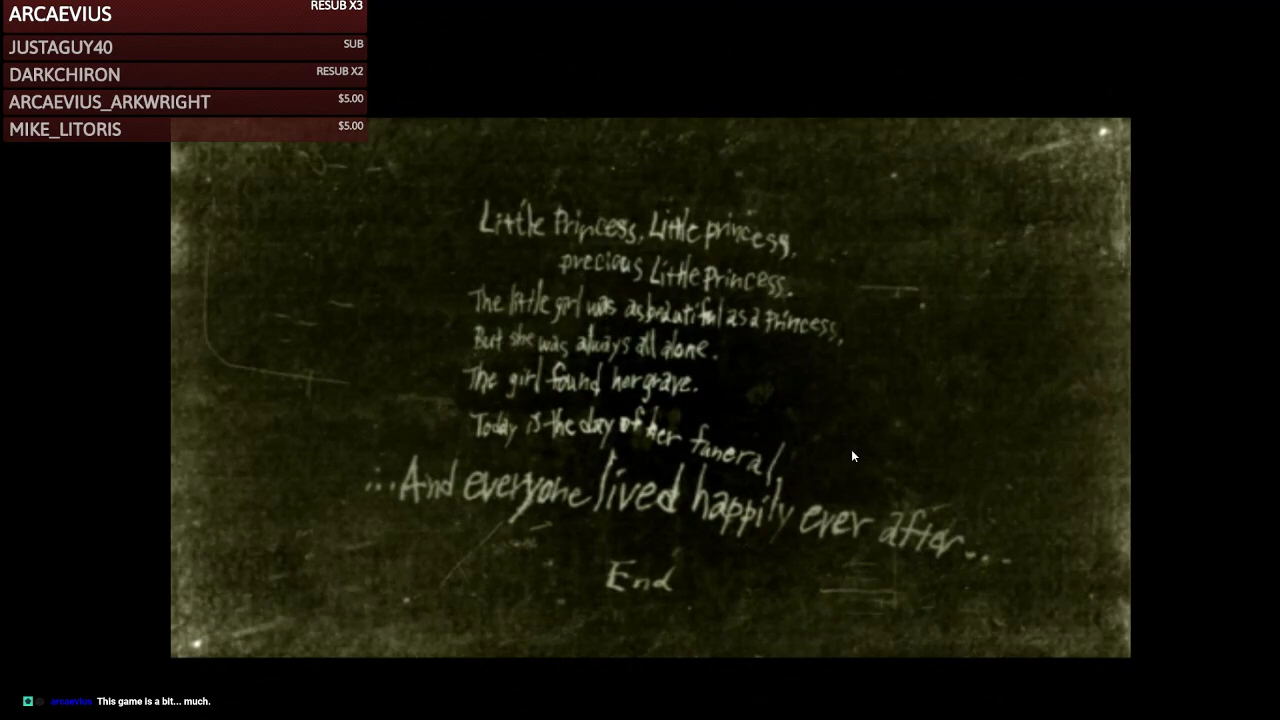 ARCAEVIUS RESUB X3
JUSTAGUY40 SUB
DARKCHIRON RESUB X2
ARCAEVIUS_ARKWRIGHT $5.00
MIKE_LITORIS $5.00
Little Princess, Little princess,
precious Little Princess.
The little girl was as beautiful as a Princess,
But she was always all alone.
The girl found her grave.
Today is the day of her funeral,
...And everyone lived happily ever after...
End
arcaevius This game is a bit... much.